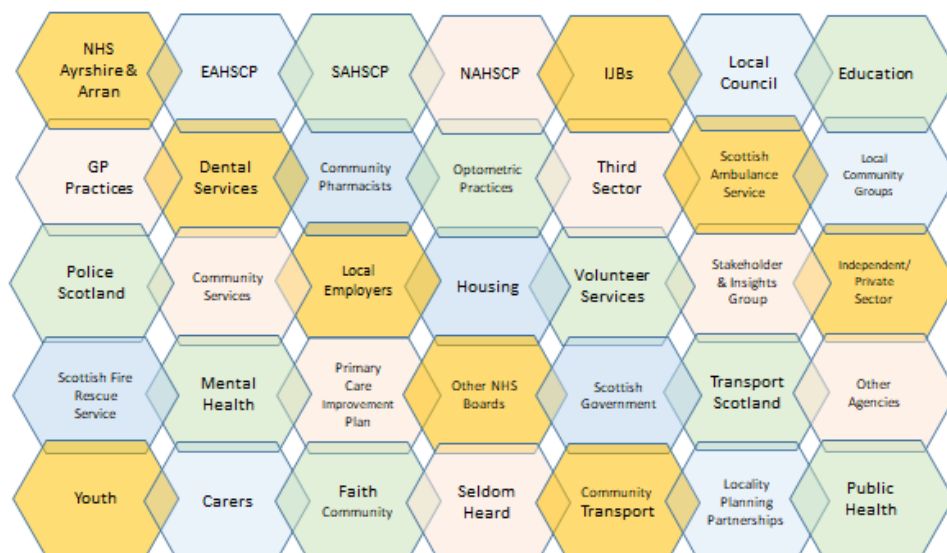 NHS
Ayrshire &
Arran
EAHSCP
SAHSCP
NAHSCP
IJBs
Local
Council
Education
GP
Practices
Dental
Services
Community
Pharmacists
Optometric
Practices
Third
Sector
Scottish
Ambulance
Service
Local
Community
Groups
Police
Scotland
Community
Services
Local
Employers
Housing
Volunteer
Services
Stakeholder
& Insights
Group
Independent/
Private
Sector
Scottish Fire
Rescue
Service
Mental
Health
Primary
Care
Improvement
Plan
Other NHS
Boards
Scottish
Government
Transport
Scotland
Other
Agencies
Youth
Carers
Faith
Community
Seldom
Heard
Community
Transport
Locality
Planning
Partnerships
Public
Health